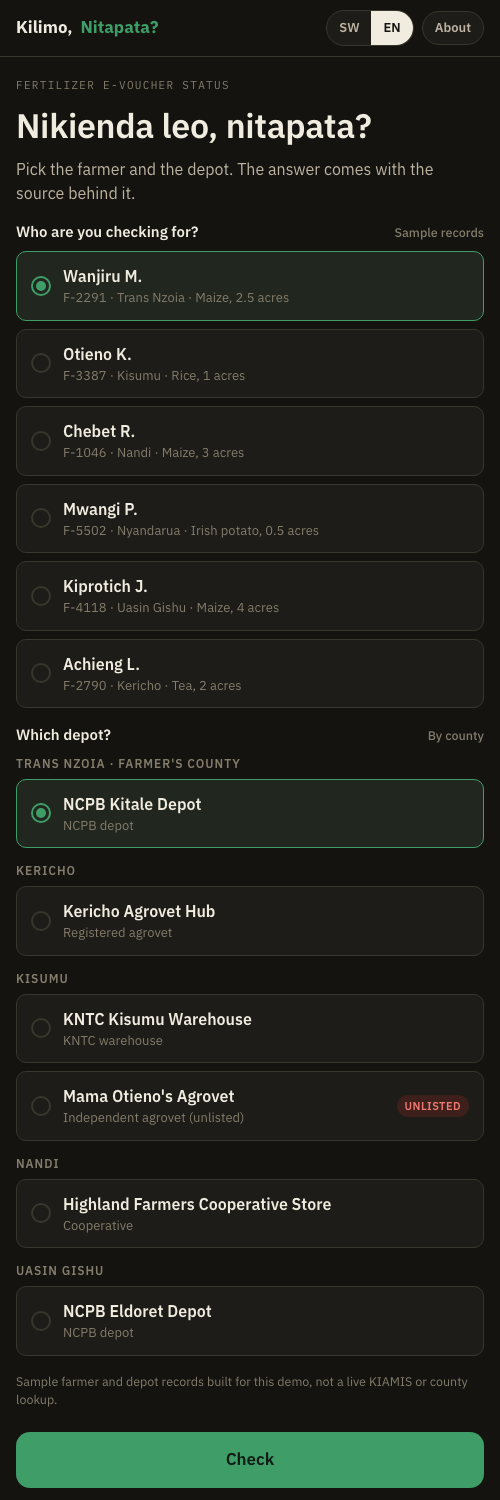 Kilimo, Nitapata?
SW EN About
FERTILIZER E-VOUCHER STATUS
Nikienda leo, nitapata?
Pick the farmer and the depot. The answer comes with the
source behind it.
Who are you checking for? Sample records
Wanjiru M.
F-2291 · Trans Nzoia · Maize, 2.5 acres
Otieno K.
F-3387 · Kisumu · Rice, 1 acres
Chebet R.
F-1046 · Nandi · Maize, 3 acres
Mwangi P.
F-5502 · Nyandarua · Irish potato, 0.5 acres
Kiprotich J.
F-4118 · Uasin Gishu · Maize, 4 acres
Achieng L.
F-2790 · Kericho · Tea, 2 acres
Which depot? By county
TRANS NZOIA · FARMER'S COUNTY
NCPB Kitale Depot
NCPB depot
KERICHO
Kericho Agrovet Hub
Registered agrovet
KISUMU
KNTC Kisumu Warehouse
KNTC warehouse
Mama Otieno's Agrovet
Independent agrovet (unlisted)
UNLISTED
NANDI
Highland Farmers Cooperative Store
Cooperative
UASIN GISHU
NCPB Eldoret Depot
NCPB depot
Sample farmer and depot records built for this demo, not a live KIAMIS or county
lookup.
Check